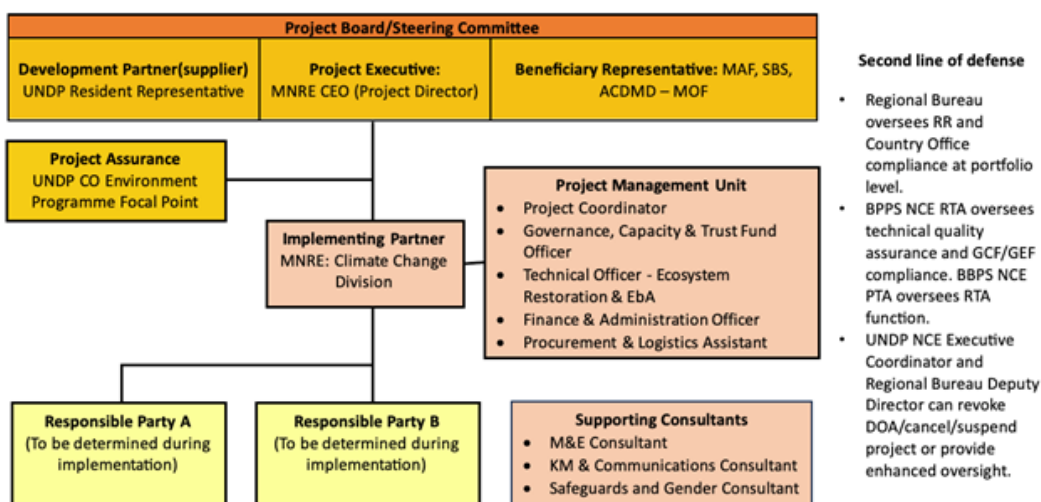 Project Board/Steering Committee
Development Partner(supplier)
UNDP Resident Representative
Project Executive:
MNRE CEO (Project Director)
Beneficiary Representative: MAF, SBS,
ACDMD – MOF
Project Assurance
UNDP CO Environment
Programme Focal Point
Implementing Partner
MNRE: Climate Change
Division
Project Management Unit
• Project Coordinator
• Governance, Capacity & Trust Fund
Officer
• Technical Officer - Ecosystem
Restoration & EbA
• Finance & Administration Officer
• Procurement & Logistics Assistant
Responsible Party A
(To be determined during
implementation)
Responsible Party B
(To be determined during
implementation)
Supporting Consultants
• M&E Consultant
• KM & Communications Consultant
• Safeguards and Gender Consultant
Second line of defense
• Regional Bureau
oversees RR and
Country Office
compliance at portfolio
level.
• BPPS NCE RTA oversees
technical quality
assurance and GCF/GEF
compliance. BBPS NCE
PTA oversees RTA
function.
• UNDP NCE Executive
Coordinator and
Regional Bureau Deputy
Director can revoke
DOA/cancel/suspend
project or provide
enhanced oversight.